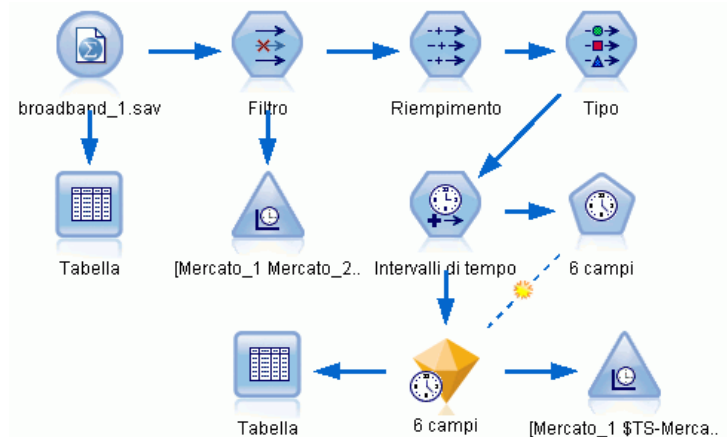 broadband_1.sav
Filtro
Riempimento
Tipo
Tabella
[Mercato_1 Mercato_2..
Intervalli di tempo
6 campi
Tabella
6 campi
[Mercato_1 $TS-Merca..